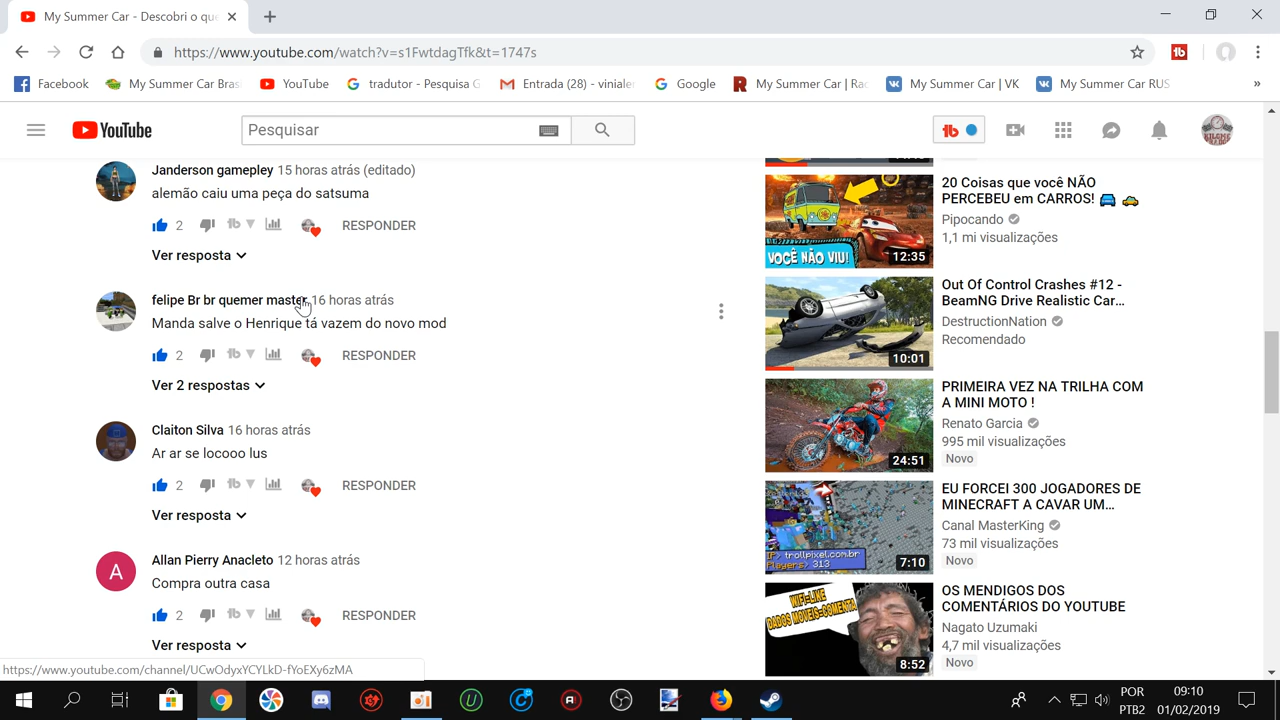 My Summer Car - Descobri o que
https://www.youtube.com/watch?v=s1FwtdagTfk&t=1747s
Facebook My Summer Car Bras YouTube tradutor - Pesquisa G Entrada (28) - viniale Google My Summer Car | Rac My Summer Car | VK My Summer Car RUS »
YouTube
Pesquisar
Janderson gamepley 15 horas atrás (editado)
alemão caiu uma peça do satsuma
2 RESPONDER
Ver resposta
felipe Br br quemer master 16 horas atrás
Manda salve o Henrique tá vazem do novo mod
2 RESPONDER
Ver 2 respostas
Claiton Silva 16 horas atrás
Ar ar se locooo lus
2 RESPONDER
Ver resposta
A
Allan Pierry Anacleto 12 horas atrás
Compra outra casa
2 RESPONDER
Ver resposta
VOCÊ NÃO VIU!
12:35
20 Coisas que você NÃO
PERCEBEU em CARROS!
Pipocando
1,1 mi visualizações
10:01
Out Of Control Crashes #12 -
BeamNG Drive Realistic Car...
DestructionNation
Recomendado
24:51
PRIMEIRA VEZ NA TRILHA COM
A MINI MOTO !
Renato Garcia
995 mil visualizações
Novo
IP> trollpixel.com.br
Players> 313
7:10
EU FORCEI 300 JOGADORES DE
MINECRAFT A CAVAR UM...
Canal MasterKing
73 mil visualizações
Novo
WIFI=LIKE
DADOS MOVEIS=COMENTA
8:52
OS MENDIGOS DOS
COMENTÁRIOS DO YOUTUBE
Nagato Uzumaki
4,7 mil visualizações
Novo
https://www.youtube.com/channel/UCwOdyxYCYLkD-fYoEXy6zMA
POR
PTB2
09:10
01/02/2019